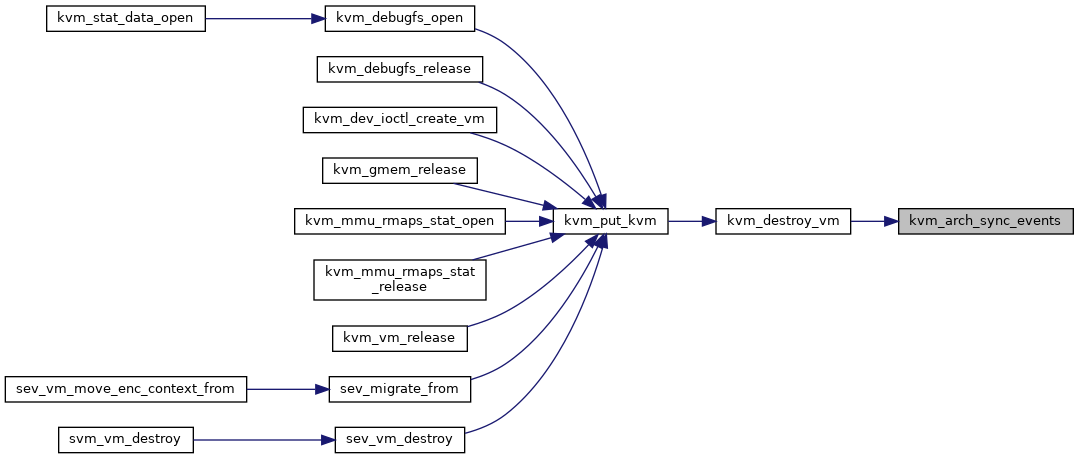 kvm_stat_data_open
kvm_debugfs_open
kvm_debugfs_release
kvm_dev_ioctl_create_vm
kvm_gmem_release
kvm_mmu_rmaps_stat_open
kvm_put_kvm
kvm_destroy_vm
kvm_arch_sync_events
kvm_mmu_rmaps_stat
_release
kvm_vm_release
sev_vm_move_enc_context_from
sev_migrate_from
svm_vm_destroy
sev_vm_destroy